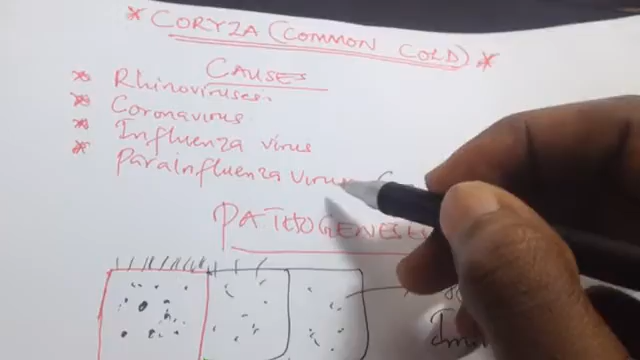 * CORYZA (COMMON COLD) *
CAUSES
* Rhinoviruses.
* Coronavirus.
* Influenza virus
* Parainfluenza virus
PATHOGENESIS